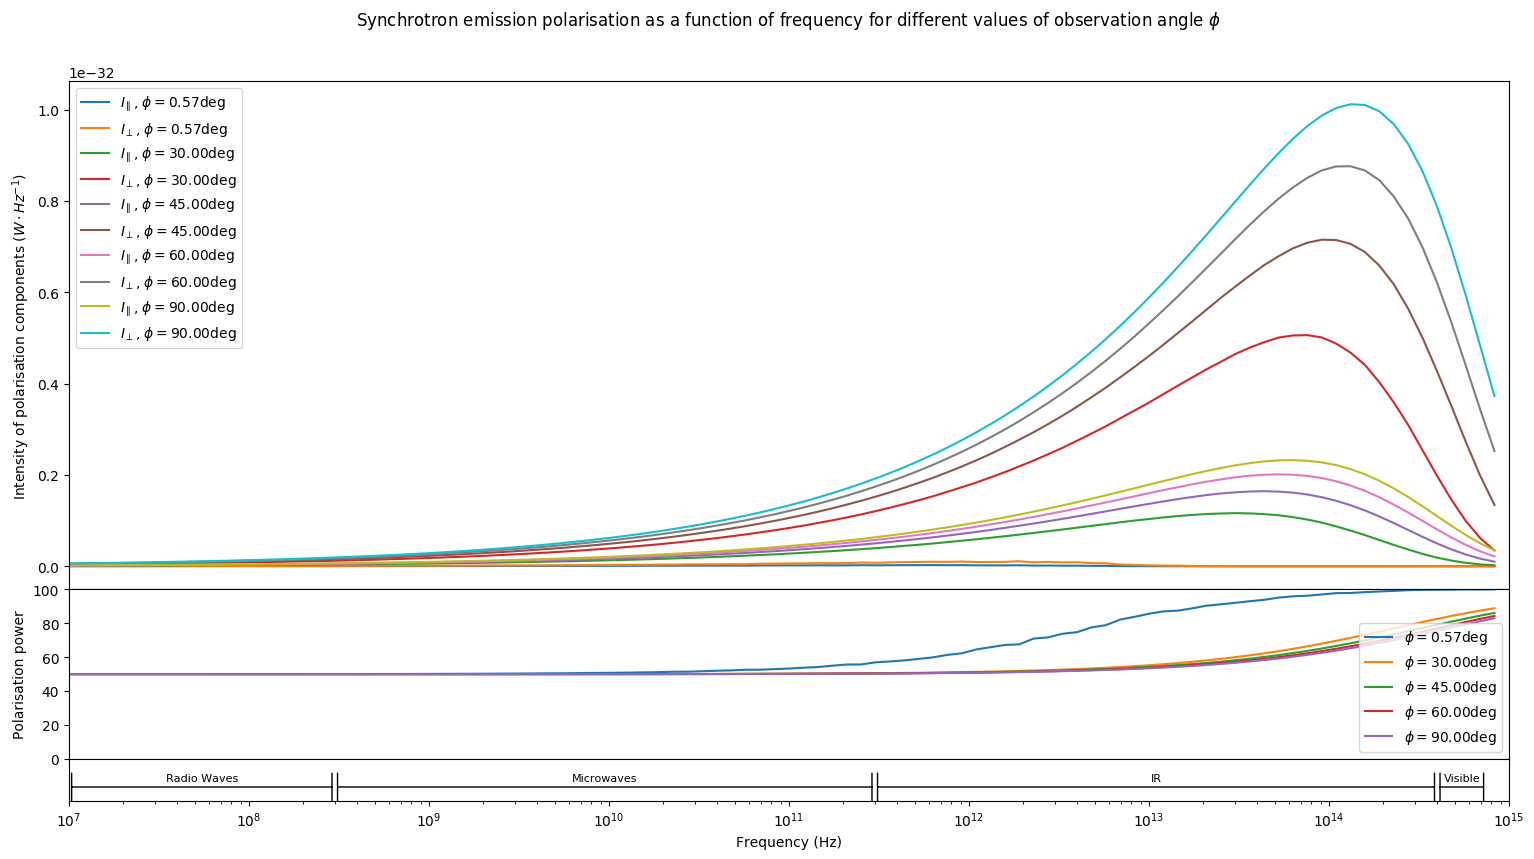 Synchrotron emission polarisation as a function of frequency for different values of observation angle ϕ
1e−32
1.0
0.8
0.6
0.4
0.2
0.0
Intensity of polarisation components (W · Hz⁻¹)
I∥ , ϕ = 0.57deg
I⊥ , ϕ = 0.57deg
I∥ , ϕ = 30.00deg
I⊥ , ϕ = 30.00deg
I∥ , ϕ = 45.00deg
I⊥ , ϕ = 45.00deg
I∥ , ϕ = 60.00deg
I⊥ , ϕ = 60.00deg
I∥ , ϕ = 90.00deg
I⊥ , ϕ = 90.00deg
100
80
60
40
20
0
Polarisation power
ϕ = 0.57deg
ϕ = 30.00deg
ϕ = 45.00deg
ϕ = 60.00deg
ϕ = 90.00deg
Radio Waves Microwaves IR Visible
10⁷ 10⁸ 10⁹ 10¹⁰ 10¹¹ 10¹² 10¹³ 10¹⁴ 10¹⁵
Frequency (Hz)